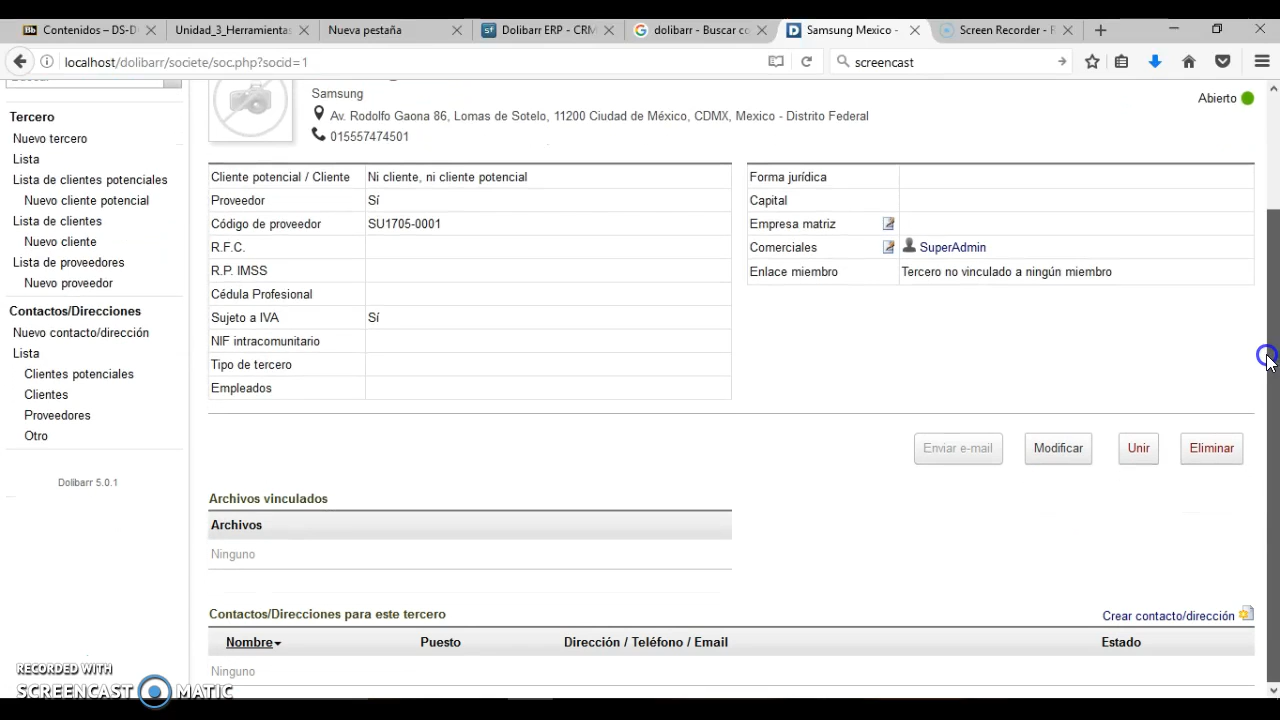 Contenidos – DS-D
Unidad_3_Herramienta
Nueva pestaña
Dolibarr ERP - CRM
dolibarr - Buscar co
Samsung Mexico -
Screen Recorder - R
localhost/dolibarr/societe/soc.php?socid=1
screencast
Tercero
Nuevo tercero
Lista
Lista de clientes potenciales
Nuevo cliente potencial
Lista de clientes
Nuevo cliente
Lista de proveedores
Nuevo proveedor
Contactos/Direcciones
Nuevo contacto/dirección
Lista
Clientes potenciales
Clientes
Proveedores
Otro
Dolibarr 5.0.1
Samsung
Av. Rodolfo Gaona 86, Lomas de Sotelo, 11200 Ciudad de México, CDMX, Mexico - Distrito Federal
015557474501
Abierto
Cliente potencial / Cliente Ni cliente, ni cliente potencial
Proveedor Sí
Código de proveedor SU1705-0001
R.F.C.
R.P. IMSS
Cédula Profesional
Sujeto a IVA Sí
NIF intracomunitario
Tipo de tercero
Empleados
Forma jurídica
Capital
Empresa matriz
Comerciales SuperAdmin
Enlace miembro Tercero no vinculado a ningún miembro
Enviar e-mail Modificar Unir Eliminar
Archivos vinculados
Archivos
Ninguno
Contactos/Direcciones para este tercero Crear contacto/dirección
Nombre Puesto Dirección / Teléfono / Email Estado
Ninguno
RECORDED WITH
SCREENCAST MATIC